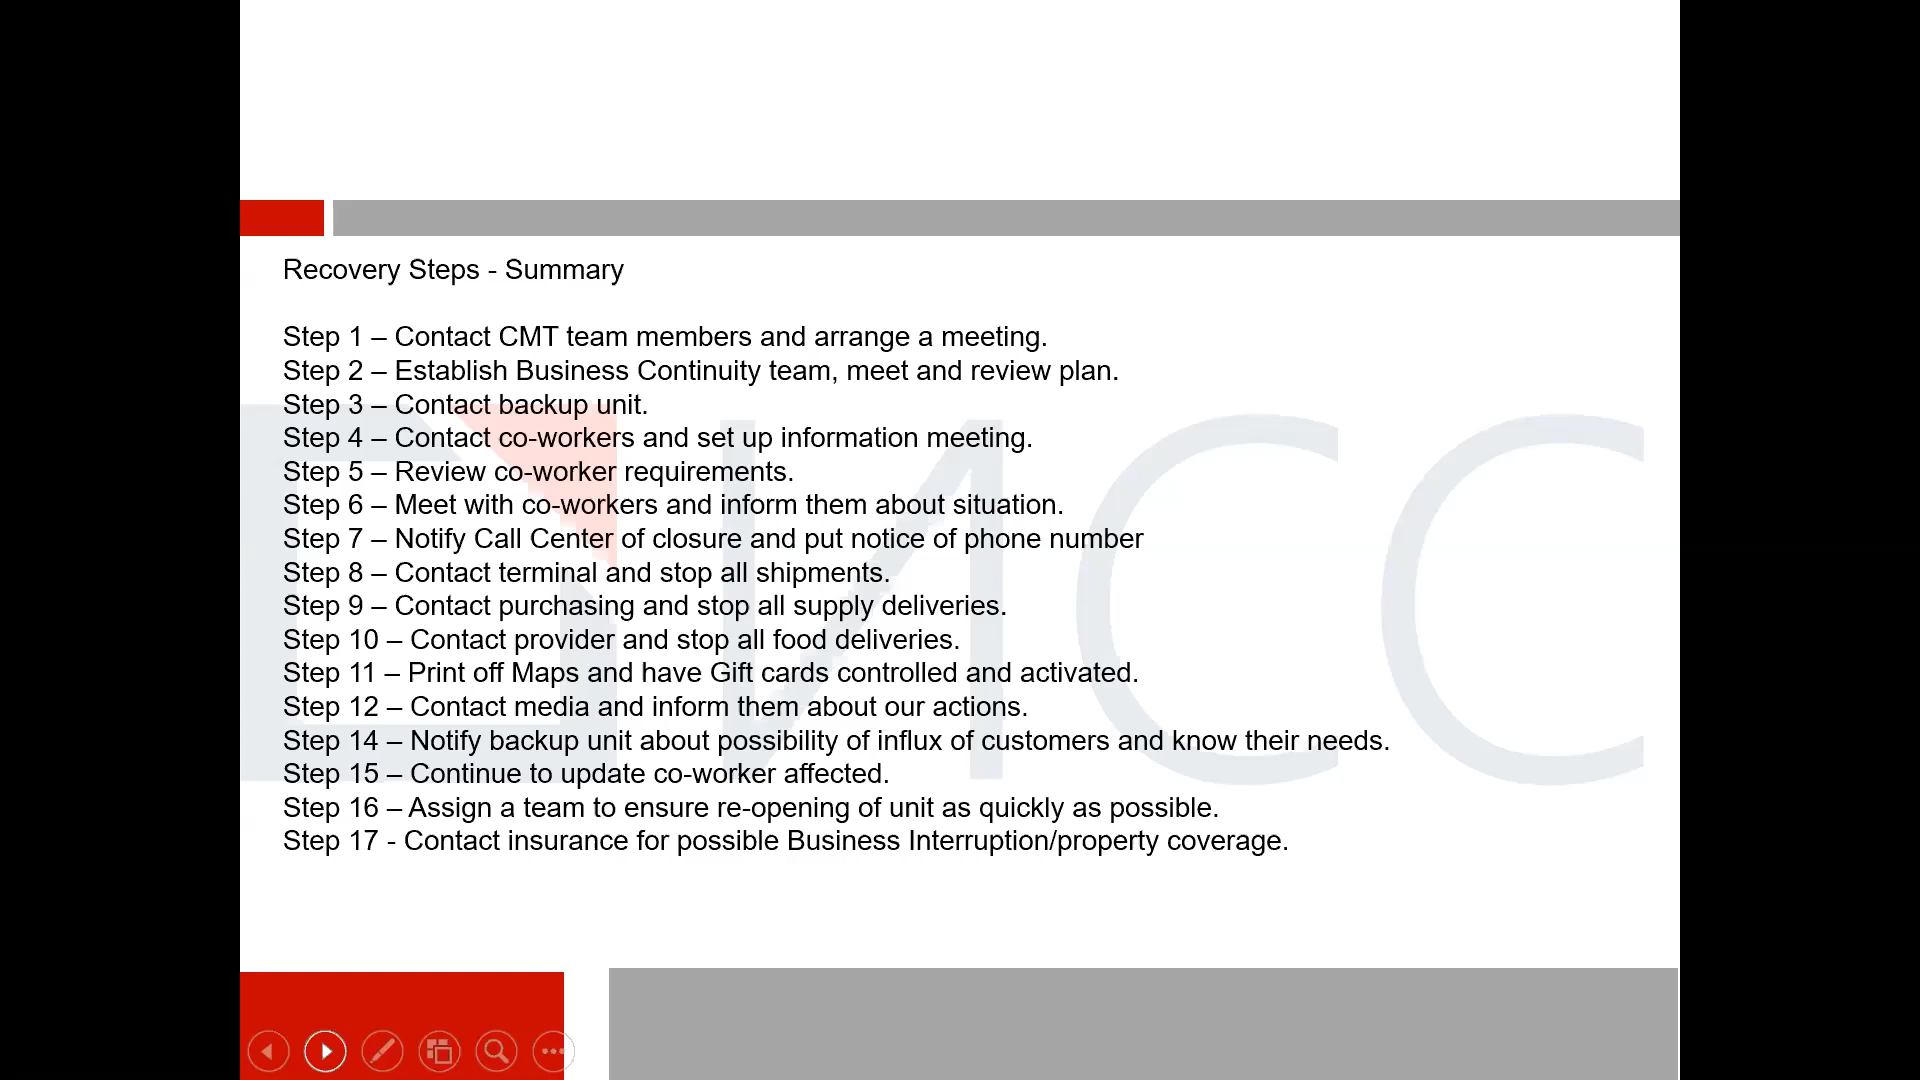 Recovery Steps - Summary
Step 1 – Contact CMT team members and arrange a meeting.
Step 2 – Establish Business Continuity team, meet and review plan.
Step 3 – Contact backup unit.
Step 4 – Contact co-workers and set up information meeting.
Step 5 – Review co-worker requirements.
Step 6 – Meet with co-workers and inform them about situation.
Step 7 – Notify Call Center of closure and put notice of phone number
Step 8 – Contact terminal and stop all shipments.
Step 9 – Contact purchasing and stop all supply deliveries.
Step 10 – Contact provider and stop all food deliveries.
Step 11 – Print off Maps and have Gift cards controlled and activated.
Step 12 – Contact media and inform them about our actions.
Step 14 – Notify backup unit about possibility of influx of customers and know their needs.
Step 15 – Continue to update co-worker affected.
Step 16 – Assign a team to ensure re-opening of unit as quickly as possible.
Step 17 - Contact insurance for possible Business Interruption/property coverage.
ИCC